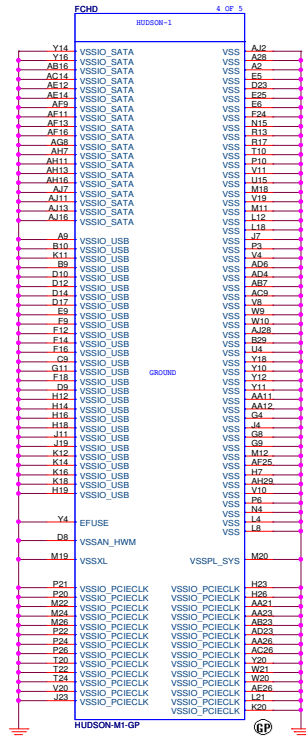 FCHD 4 OF 5
HUDSON-1
Y14 VSSIO_SATA VSS AJ2
Y16 VSSIO_SATA VSS A28
AB16 VSSIO_SATA VSS A2
AC14 VSSIO_SATA VSS E5
AE12 VSSIO_SATA VSS D23
AE14 VSSIO_SATA VSS E25
AF9 VSSIO_SATA VSS E6
AF11 VSSIO_SATA VSS F24
AF13 VSSIO_SATA VSS N15
AF16 VSSIO_SATA VSS R13
AG8 VSSIO_SATA VSS R17
AH7 VSSIO_SATA VSS T10
AH11 VSSIO_SATA VSS P10
AH13 VSSIO_SATA VSS V11
AH16 VSSIO_SATA VSS U15
AJ7 VSSIO_SATA VSS M18
AJ11 VSSIO_SATA VSS V19
AJ13 VSSIO_SATA VSS M11
AJ16 VSSIO_SATA VSS L12
VSS L18
A9 VSSIO_USB VSS J7
B10 VSSIO_USB VSS P3
K11 VSSIO_USB VSS V4
B9 VSSIO_USB VSS AD6
D10 VSSIO_USB VSS AD4
D12 VSSIO_USB VSS AB7
D14 VSSIO_USB VSS AC9
D17 VSSIO_USB VSS V8
E9 VSSIO_USB VSS W9
F9 VSSIO_USB VSS W10
F12 VSSIO_USB VSS AJ28
F14 VSSIO_USB VSS B29
F16 VSSIO_USB VSS U4
C9 VSSIO_USB VSS Y18
G11 VSSIO_USB GROUND VSS Y10
F18 VSSIO_USB VSS Y12
D9 VSSIO_USB VSS Y11
H12 VSSIO_USB VSS AA11
H14 VSSIO_USB VSS AA12
H16 VSSIO_USB VSS G4
H18 VSSIO_USB VSS J4
J11 VSSIO_USB VSS G8
J19 VSSIO_USB VSS G9
K12 VSSIO_USB VSS M12
K14 VSSIO_USB VSS AF25
K16 VSSIO_USB VSS H7
K18 VSSIO_USB VSS AH29
H19 VSSIO_USB VSS V10
VSS P6
VSS N4
Y4 EFUSE VSS L4
VSS L8
D8 VSSAN_HWM
M19 VSSXL VSSPL_SYS M20
P21 VSSIO_PCIECLK VSSIO_PCIECLK H23
P20 VSSIO_PCIECLK VSSIO_PCIECLK H26
M22 VSSIO_PCIECLK VSSIO_PCIECLK AA21
M24 VSSIO_PCIECLK VSSIO_PCIECLK AA23
M26 VSSIO_PCIECLK VSSIO_PCIECLK AB23
P22 VSSIO_PCIECLK VSSIO_PCIECLK AD23
P24 VSSIO_PCIECLK VSSIO_PCIECLK AA26
P26 VSSIO_PCIECLK VSSIO_PCIECLK AC26
T20 VSSIO_PCIECLK VSSIO_PCIECLK Y20
T22 VSSIO_PCIECLK VSSIO_PCIECLK W21
T24 VSSIO_PCIECLK VSSIO_PCIECLK W20
V20 VSSIO_PCIECLK VSSIO_PCIECLK AE26
J23 VSSIO_PCIECLK VSSIO_PCIECLK L21
VSSIO_PCIECLK K20
HUDSON-M1-GP GP